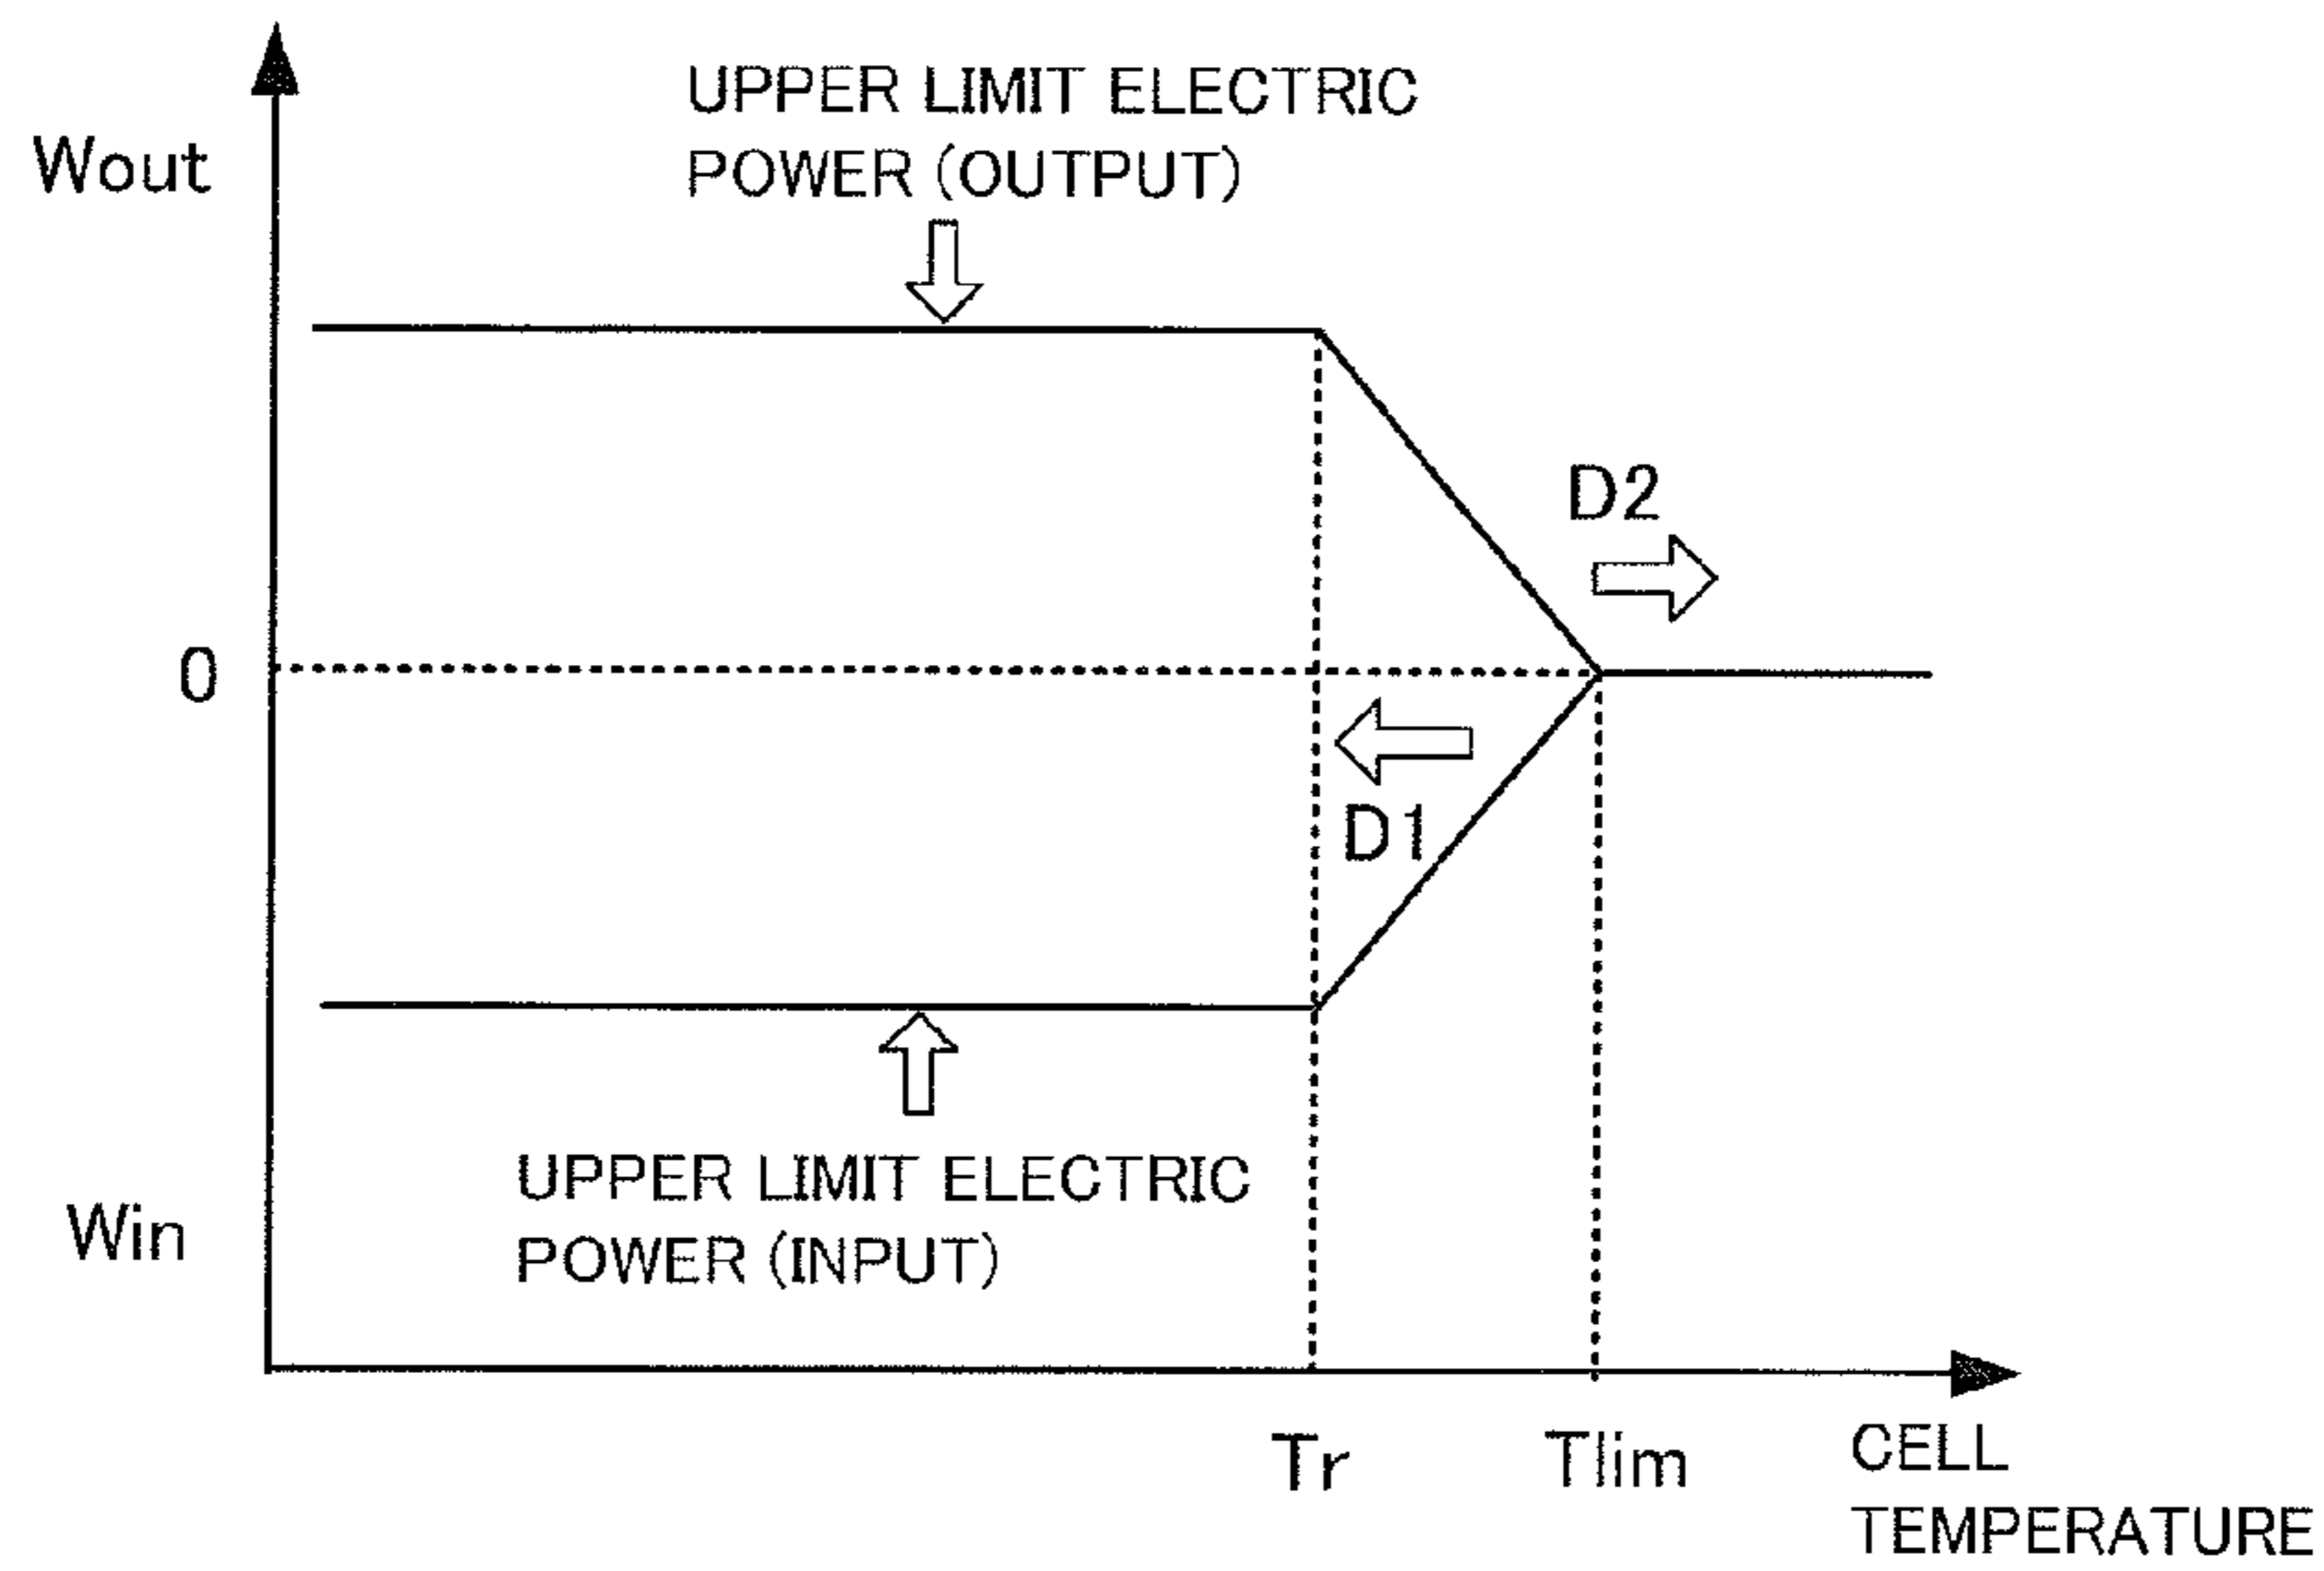 UPPER LIMIT ELECTRIC
POWER (OUTPUT)
Wout
D2
0
D1
UPPER LIMIT ELECTRIC
POWER (INPUT)
Win
Tr
Tlim
CELL
TEMPERATURE